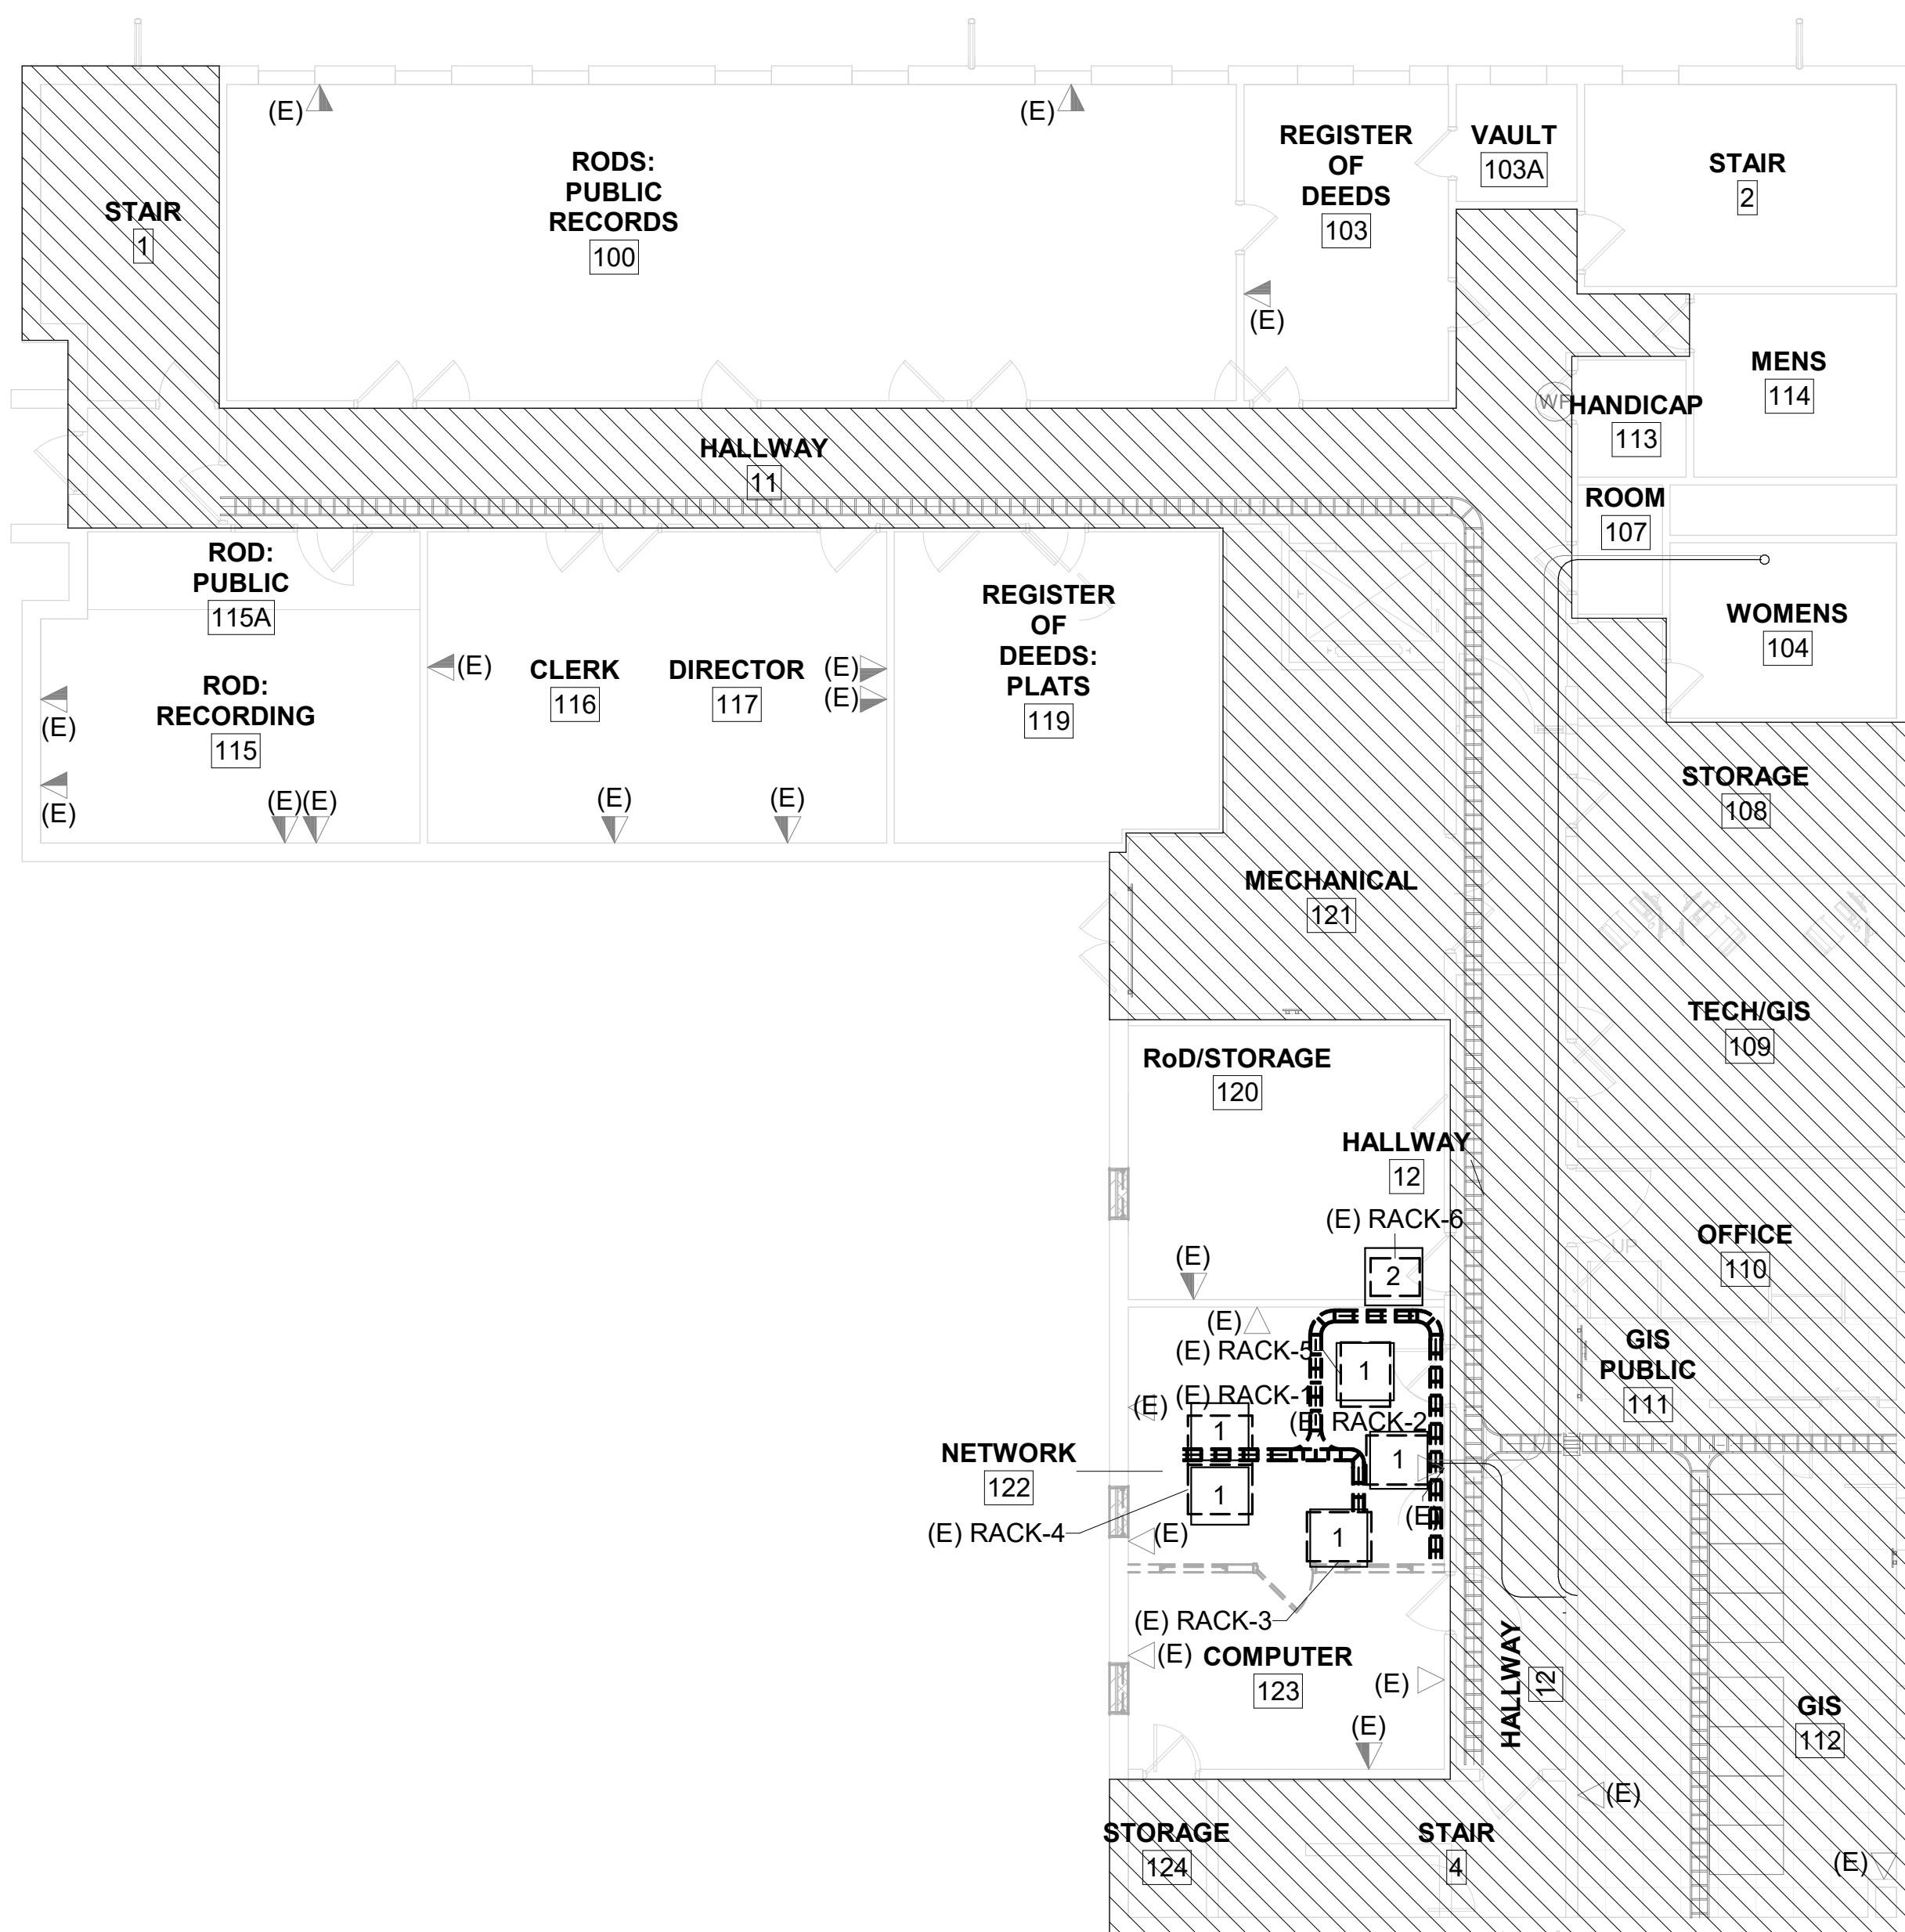 (E)
(E)
RODS:
PUBLIC
RECORDS
100
REGISTER
OF
DEEDS
103
(E)
VAULT
103A
STAIR
2
STAIR
1
MENS
114
WF
HANDICAP
113
HALLWAY
11
ROOM
107
ROD:
PUBLIC
115A
REGISTER
OF
DEEDS:
PLATS
119
WOMENS
104
ROD:
RECORDING
115
(E)
(E)
(E)(E)
(E)
CLERK
116
DIRECTOR
117
(E)
(E)
(E)
(E)
STORAGE
108
MECHANICAL
121
TECH/GIS
109
RoD/STORAGE
120
HALLWAY
12
(E) RACK-6
2
(E)
OFFICE
110
UP
(E)
(E) RACK-5
1
GIS
PUBLIC
111
(E) RACK-1
(E)
1
(E) RACK-2
1
NETWORK
122
1
(E) RACK-4
(E)
(E)
1
(E) RACK-3
(E)
COMPUTER
123
(E)
(E)
HALLWAY
12
GIS
112
(E)
STORAGE
124
STAIR
4
(E)